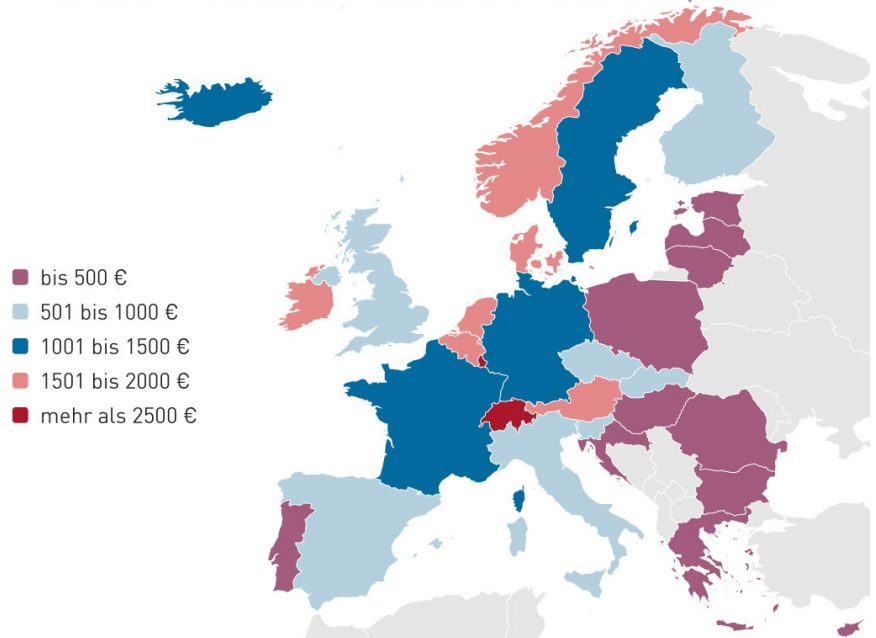 bis 500 €
501 bis 1000 €
1001 bis 1500 €
1501 bis 2000 €
mehr als 2500 €